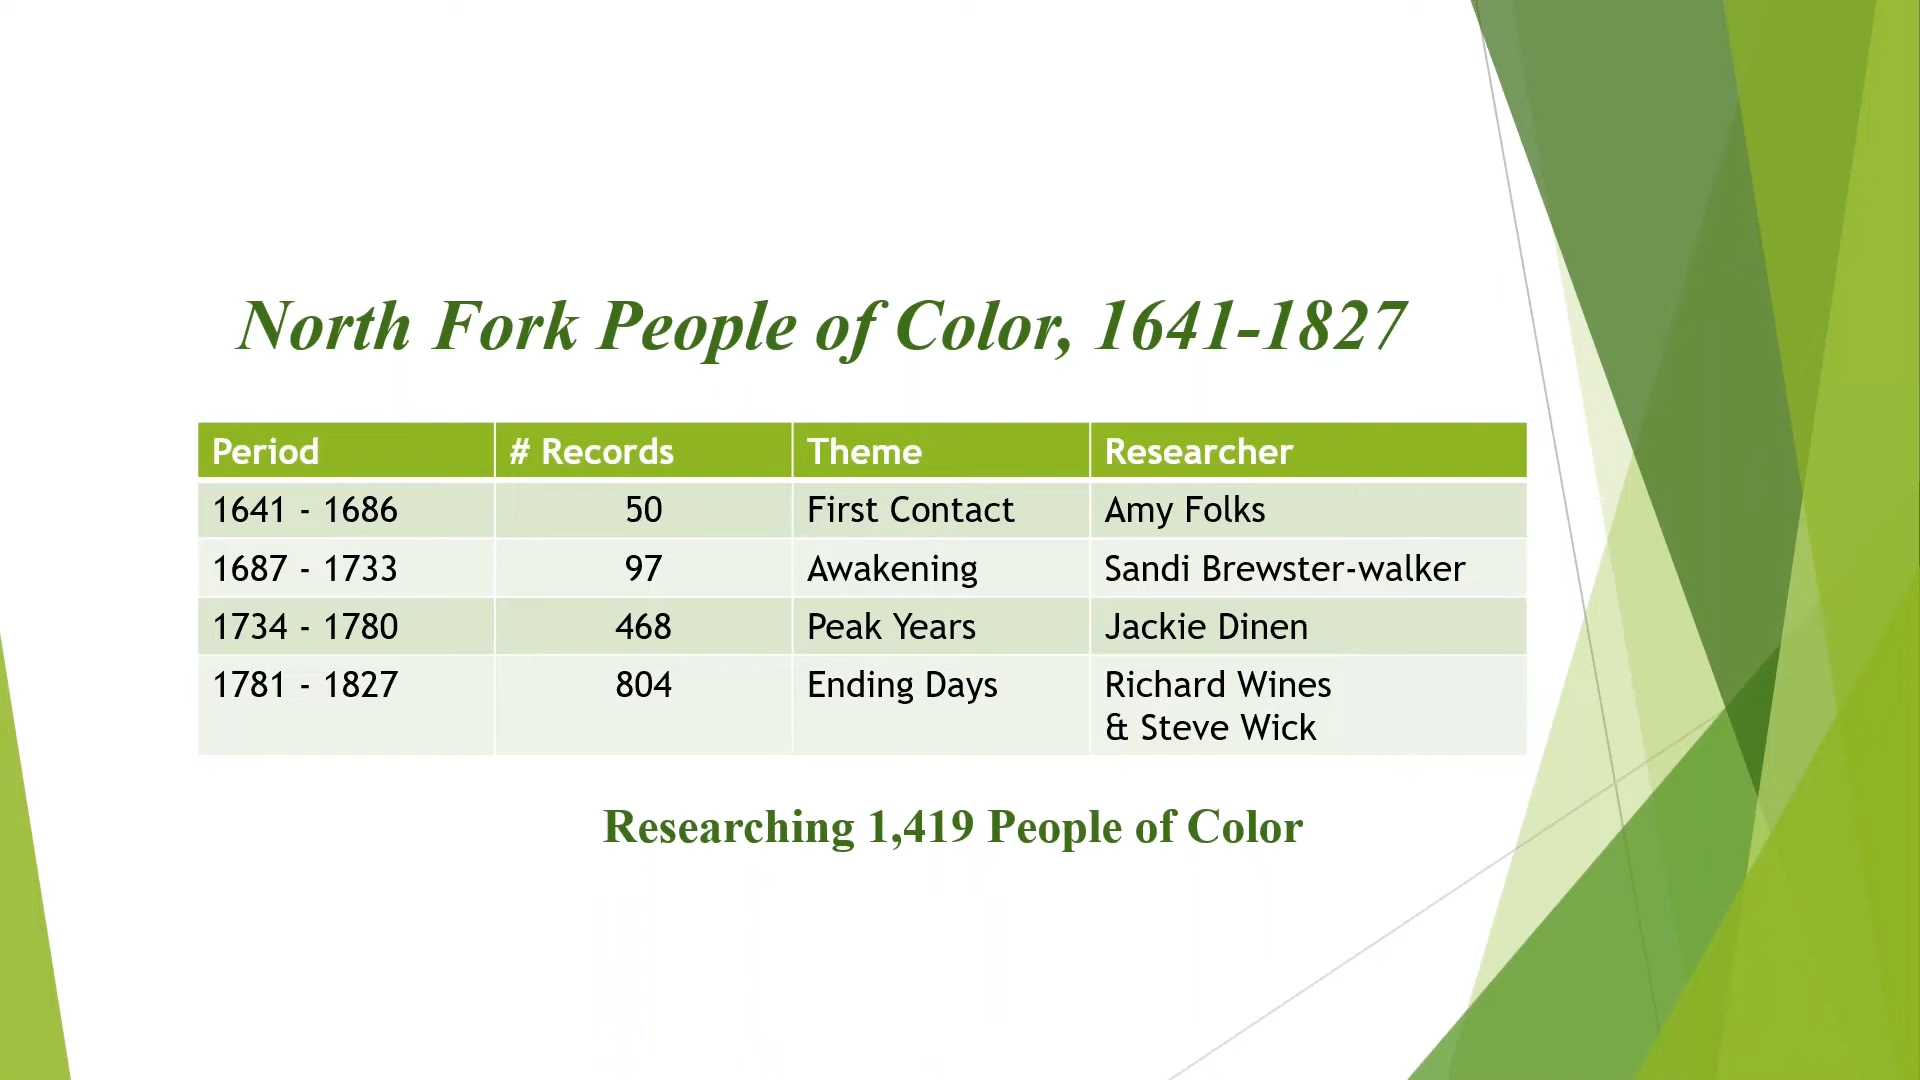 North Fork People of Color, 1641-1827
Period # Records Theme Researcher
1641 - 1686 50 First Contact Amy Folks
1687 - 1733 97 Awakening Sandi Brewster-walker
1734 - 1780 468 Peak Years Jackie Dinen
1781 - 1827 804 Ending Days Richard Wines
& Steve Wick
Researching 1,419 People of Color